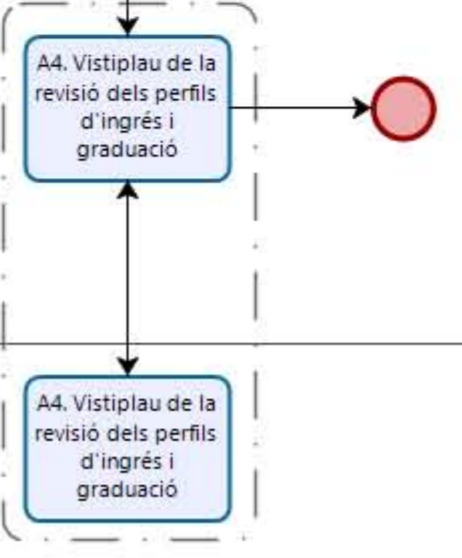 A4. Vistiplau de la
revisió dels perfils
d'ingrés i
graduació
A4. Vistiplau de la
revisió dels perfils
d'ingrés i
graduació